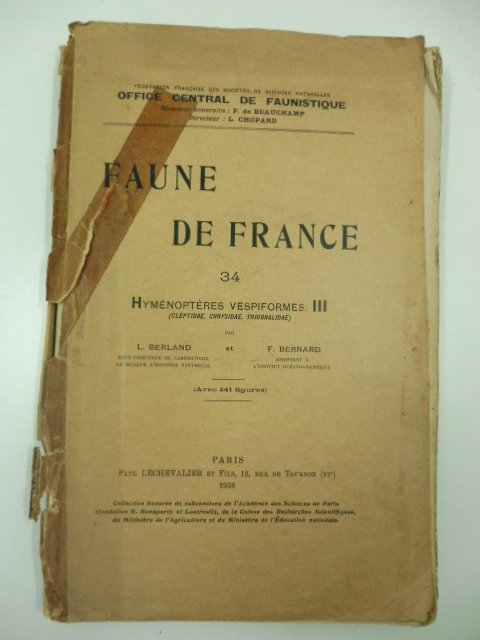 FÉDÉRATION FRANÇAISE DES SOCIÉTÉS DE SCIENCES NATURELLES
OFFICE CENTRAL DE FAUNISTIQUE
Directeur honoraire : P. de BEAUCHAMP
Directeur : L. CHOPARD
FAUNE
DE FRANCE
34
HYMÉNOPTÈRES VESPIFORMES. III
(CLEPTIDAE, CHRYSIDAE, TRIGONALIDAE)
PAR
L. BERLAND et F. BERNARD
SOUS-DIRECTEUR DE LABORATOIRE ASSISTANT A
AU MUSÉUM D'HISTOIRE NATURELLE L'INSTITUT OCÉANOGRAPHIQUE
(Avec 241 figures)
PARIS
PAUL LECHEVALIER ET FILS, 12, RUE DE TOURNON (VIe)
1938
Collection honorée de subventions de l'Académie des Sciences de Paris
(fondation R. Bonaparte et Loutreuil), de la Caisse des Recherches Scientifiques,
du Ministère de l'Agriculture et du Ministère de l'Éducation nationale.